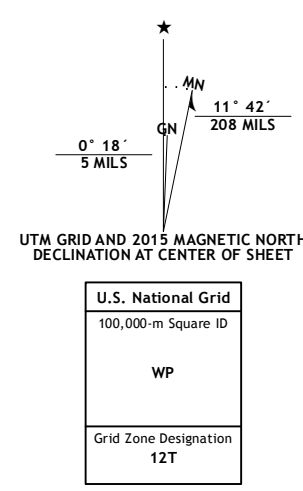 ★
MN
GN
11° 42´
208 MILS
0° 18´
5 MILS
UTM GRID AND 2015 MAGNETIC NORTH
DECLINATION AT CENTER OF SHEET
U.S. National Grid
100,000-m Square ID
WP
Grid Zone Designation
12T